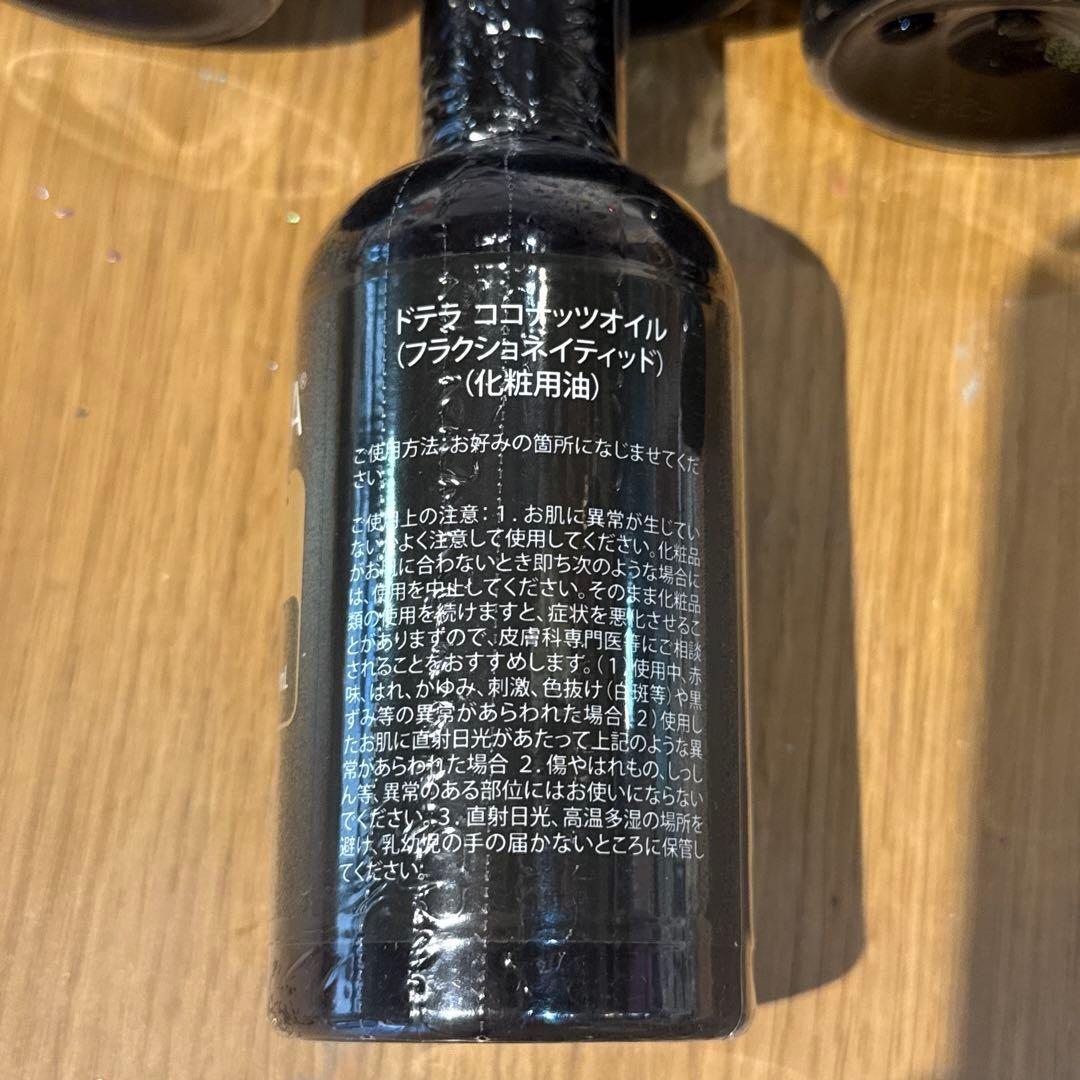 ドテラ ココナッツオイル
(フラクショネイティッド)
(化粧用油)
A®
ご使用方法:お好みの箇所になじませてくだ
さい。
ご使用上の注意:1.お肌に異常が生じてい
ないかよく注意して使用してください。化粧品
がお肌に合わないとき即ち次のような場合に
は、使用を中止してください。そのまま化粧品
類の使用を続けますと、症状を悪化させるこ
とがありますので、皮膚科専門医等にご相談
されることをおすすめします。(1)使用中、赤
味、はれ、かゆみ、刺激、色抜け(白斑等)や黒
ずみ等の異常があらわれた場合(2)使用し
たお肌に直射日光があたって上記のような異
常があらわれた場合 2.傷やはれもの、しっし
ん等、異常のある部位にはお使いにならない
でください。3.直射日光、高温多湿の場所を
避け、乳幼児の手の届かないところに保管し
てください。
mL